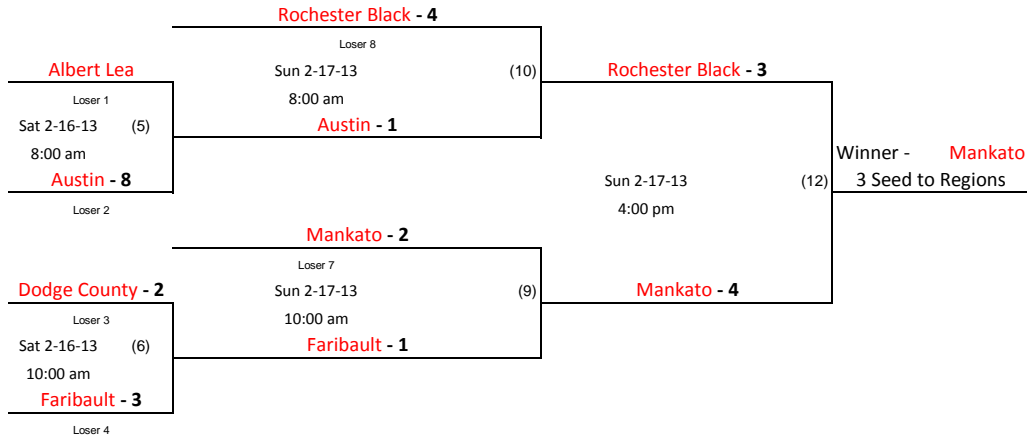 Rochester Black - 4
Loser 8
Albert Lea
Sun 2-17-13 (10)
Rochester Black - 3
Loser 1
8:00 am
Sat 2-16-13 (5)
Austin - 1
8:00 am
Winner - Mankato
Austin - 8
Sun 2-17-13 (12)
3 Seed to Regions
Loser 2
4:00 pm
Mankato - 2
Loser 7
Dodge County - 2
Sun 2-17-13 (9)
Mankato - 4
Loser 3
10:00 am
Sat 2-16-13 (6)
Faribault - 1
10:00 am
Faribault - 3
Loser 4